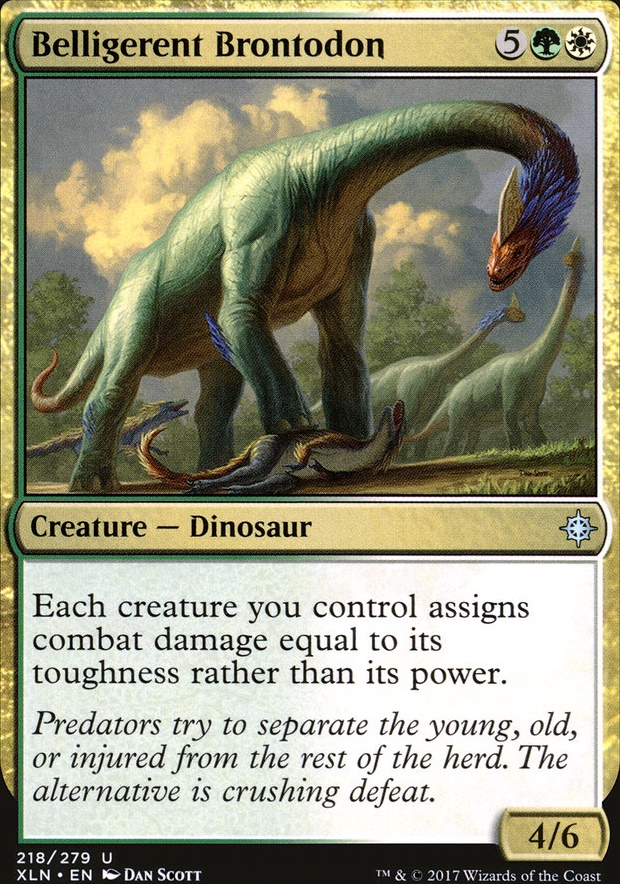 Belligerent Brontodon 5
Creature — Dinosaur
Each creature you control assigns
combat damage equal to its
toughness rather than its power.
Predators try to separate the young, old,
or injured from the rest of the herd. The
alternative is crushing defeat.
4/6
218/279 U
XLN • EN Dan Scott
™ & © 2017 Wizards of the Coast